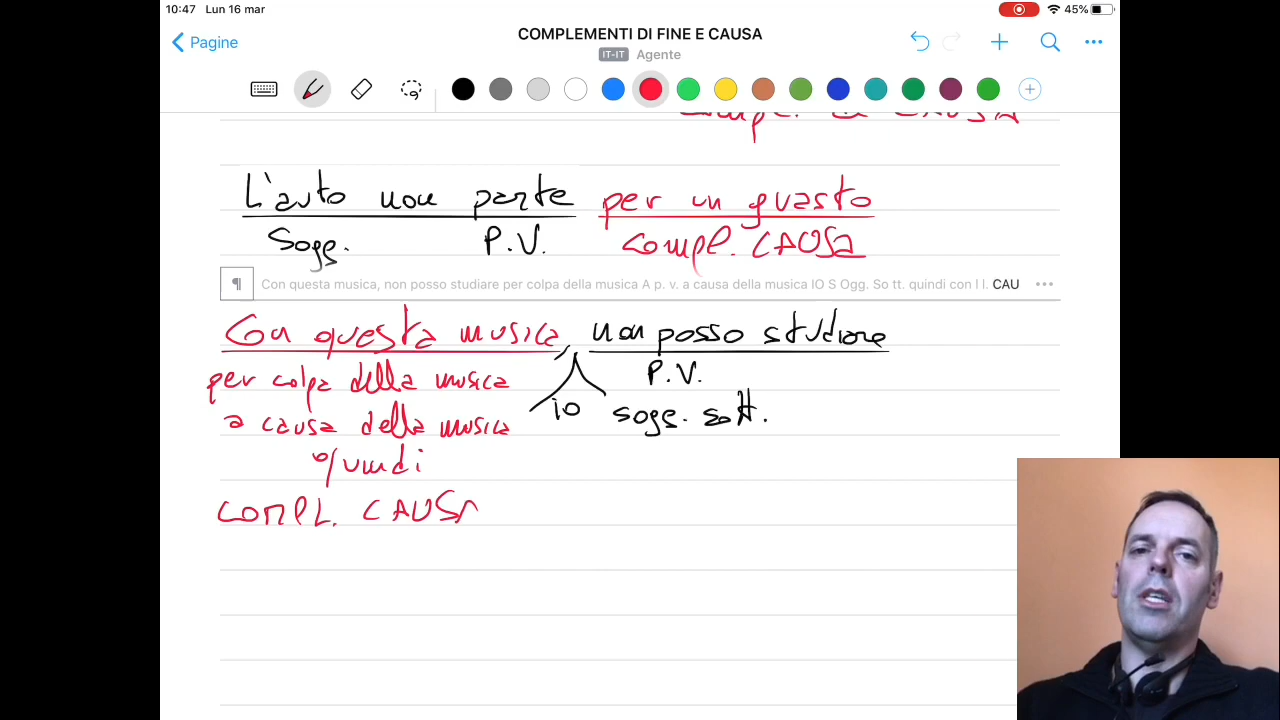 10:47 Lun 16 mar 45%
Pagine
COMPLEMENTI DI FINE E CAUSA
IT-IT Agente
compl. di CAUSA
L'auto non parte per un guasto
Sogg. P.V. compl. CAUSA
¶ Con questa musica, non posso studiare per colpa della musica A p. v. a causa della musica IO S Ogg. So tt. quindi con l l. CAU
Con questa musica, non posso studiare
per colpa della musica P.V.
a causa della musica io sogg. sott.
quindi
COMPL. CAUSA